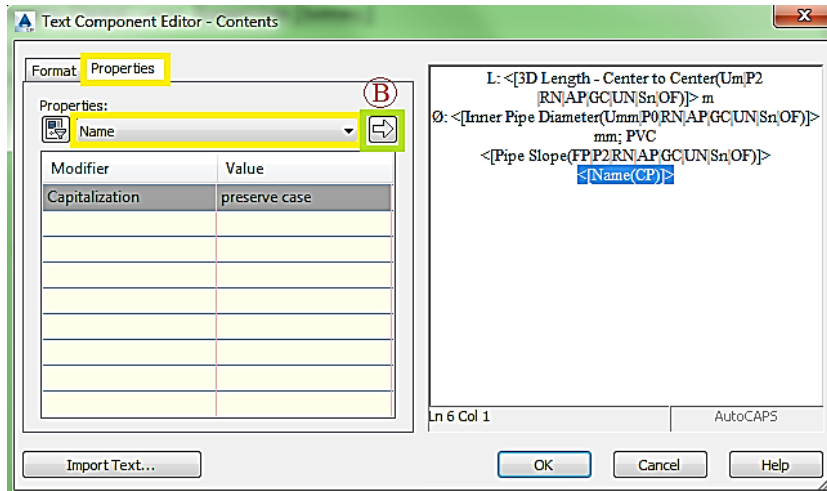 Text Component Editor - Contents
x
Format Properties
Properties:
B
Name
Modifier Value
Capitalization preserve case
L: <[3D Length - Center to Center(Um|P2
|RN|AP|GC|UN|Sn|OF)]> m
Ø: <[Inner Pipe Diameter(Umm|P0|RN|AP|GC|UN|Sn|OF)]>
mm; PVC
<[Pipe Slope(FP|P2|RN|AP|GC|UN|Sn|OF)]>
<[Name(CP)]>
Ln 6 Col 1 AutoCAPS
Import Text... OK Cancel Help